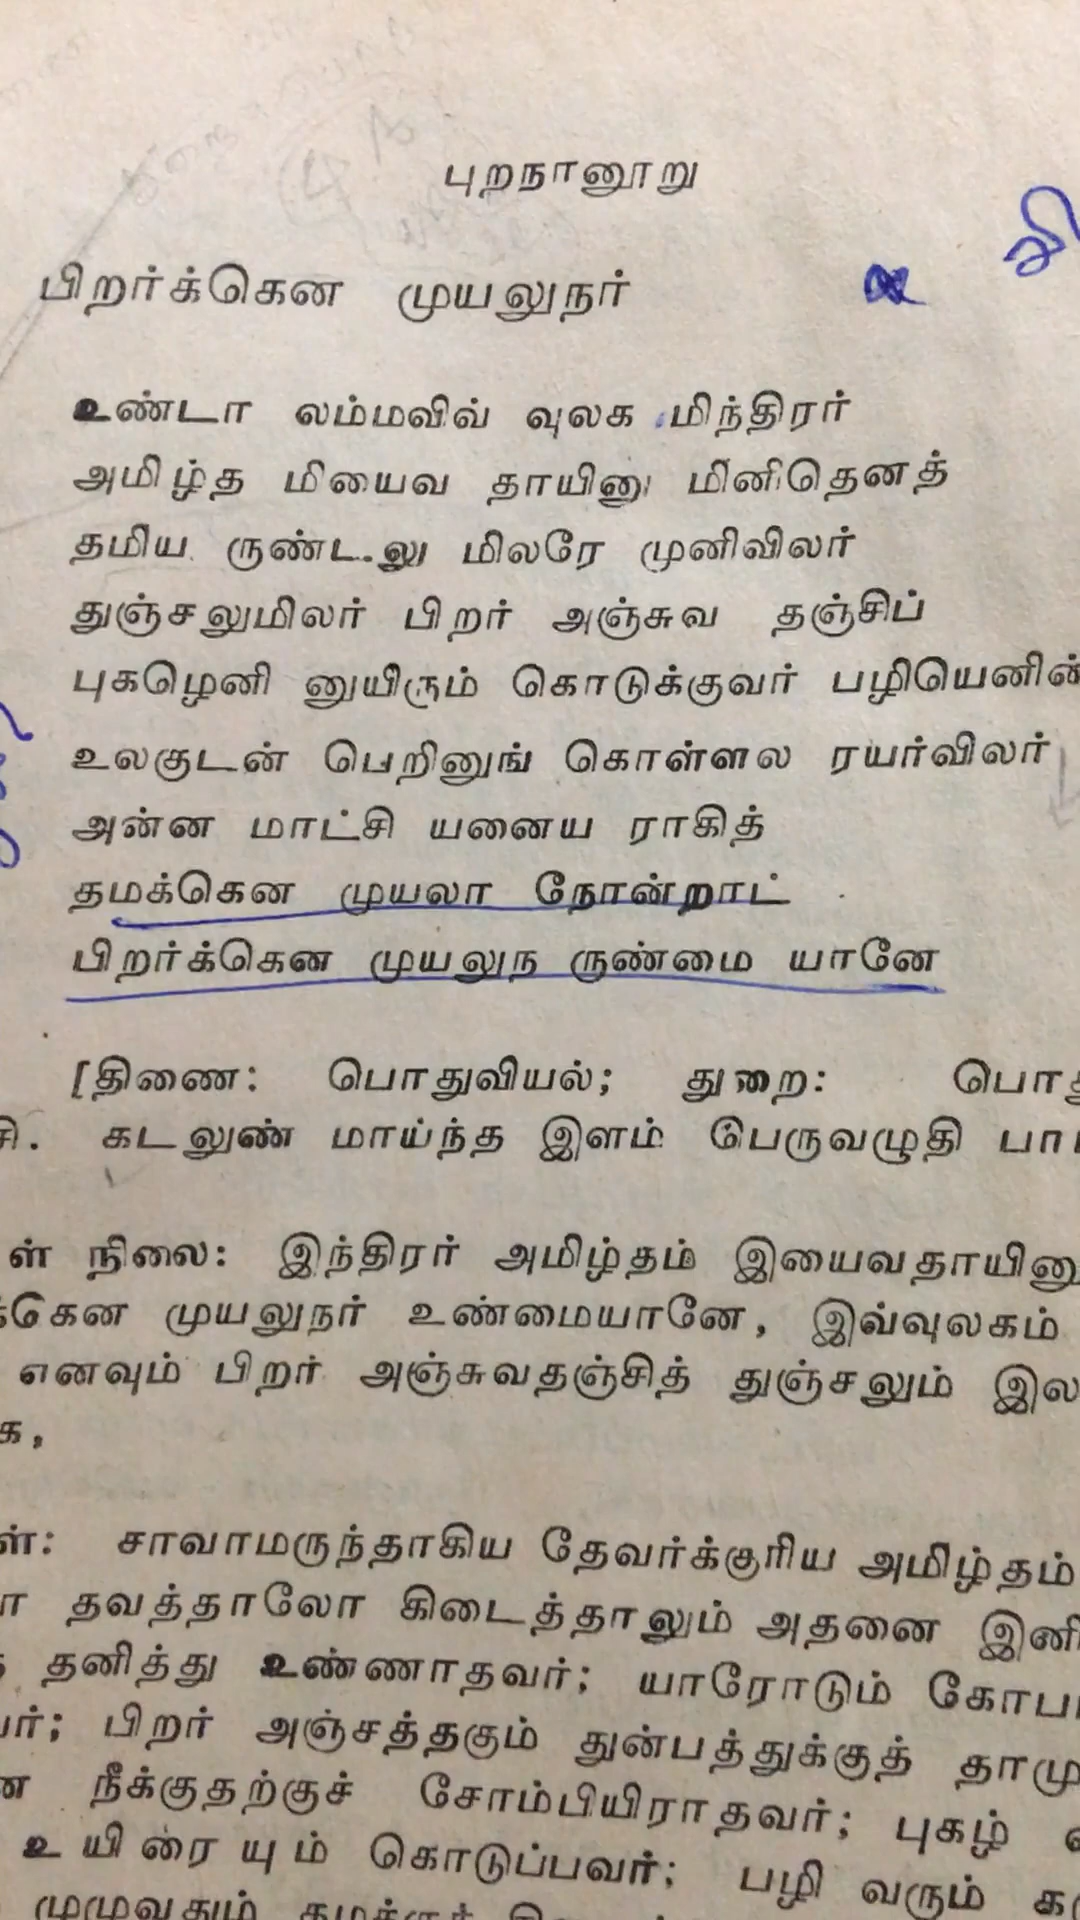 புறநானூறு
பிறர்க்கென முயலுநர்
உண்டா லம்மவிவ் வுலக மிந்திரர்
அமிழ்த மியைவ தாயினு மினிதெனத்
தமிய ருண்டலு மிலரே முனிவிலர்
துஞ்சலுமிலர் பிறர் அஞ்சுவ தஞ்சிப்
புகழெனி னுயிரும் கொடுக்குவர் பழியெனின்
உலகுடன் பெறினுங் கொள்ளல ரயர்விலர்
அன்ன மாட்சி யனைய ராகித்
தமக்கென முயலா நோன்றாட்
பிறர்க்கென முயலுந ருண்மை யானே
[திணை: பொதுவியல்; துறை:
கடலுண் மாய்ந்த இளம் பேருவழுதி
நிலை: இந்திரர் அமிழ்தம் இயைவதாயினு
முயலுநர் உண்மையானே, இவ்வுலகம்
எனவும் பிறர் அஞ்சுவதஞ்சித் துஞ்சலும்
சாவாமருந்தாகிய தேவர்க்குரிய அமிழ்தம்
தவத்தாலோ கிடைத்தாலும் அதனை
தனித்து உண்ணாதவர்; யாரோடும்
பிறர் அஞ்சத்தகும் துன்பத்துக்குத்
நீக்குதற்குச் சோம்பியிராதவர்; புகழ்
உயிரையும் கொடுப்பவர்; பழி வரும்